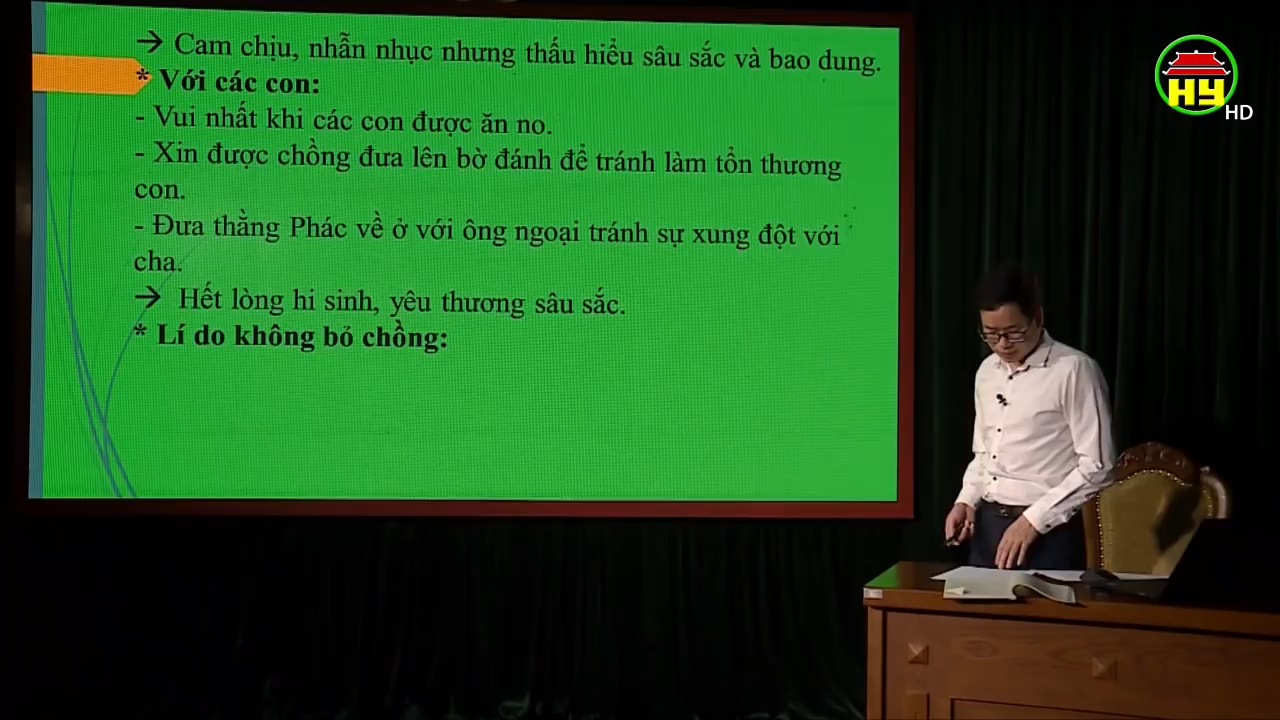 → Cam chịu, nhẫn nhục nhưng thấu hiểu sâu sắc và bao dung.
* Với các con:
- Vui nhất khi các con được ăn no.
- Xin được chồng đưa lên bờ đánh để tránh làm tổn thương
con.
- Đưa thằng Phác về ở với ông ngoại tránh sự xung đột với
cha.
→ Hết lòng hi sinh, yêu thương sâu sắc.
* Lí do không bỏ chồng:
HY
HD